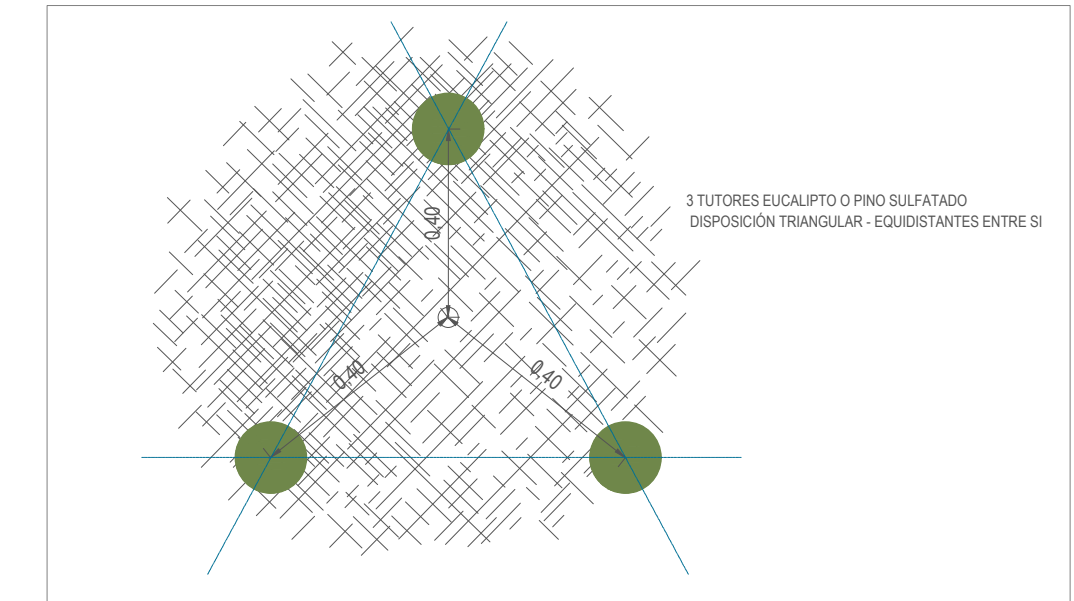 3 TUTORES EUCALIPTO O PINO SULFATADO
DISPOSICIÓN TRIANGULAR - EQUIDISTANTES ENTRE SI
0,40
0,40
0,40